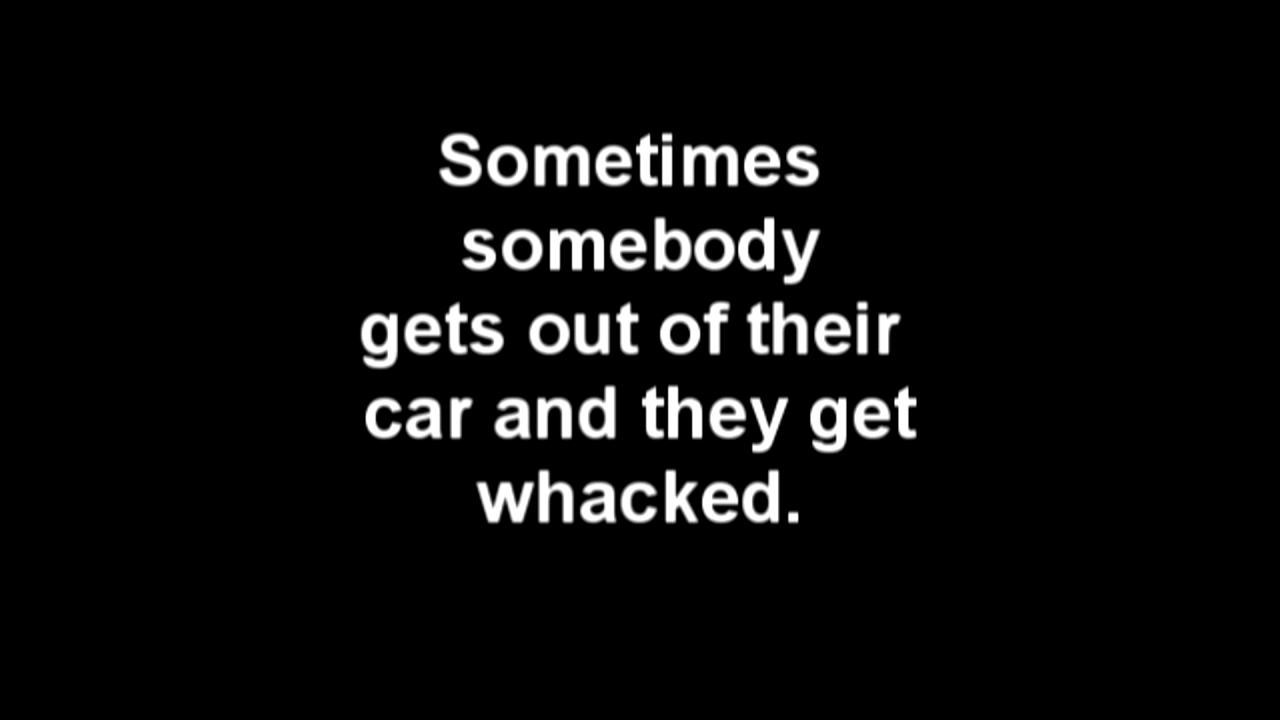 Sometimes
somebody
gets out of their
car and they get
whacked.